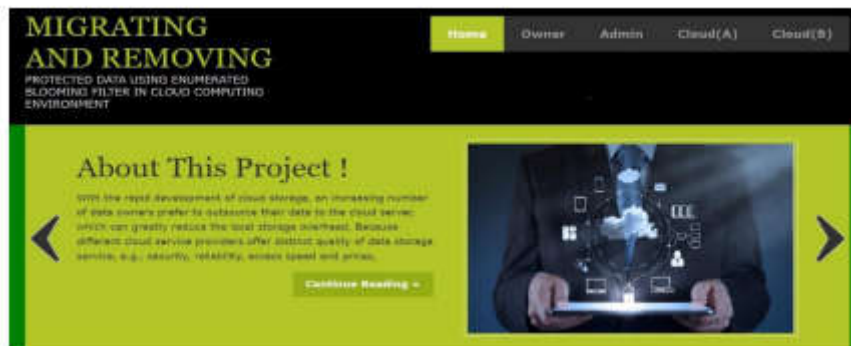 MIGRATING
AND REMOVING
PROTECTED DATA USING ENUMERATED
BLOOMING FILTER IN CLOUD COMPUTING
ENVIRONMENT
Home Owner Admin Cloud(A) Cloud(B)
About This Project !
With the rapid development of cloud storage, an increasing number
of data owners prefer to outsource their data to the cloud server,
which can greatly reduce the local storage overhead. Because
different cloud service providers offer distinct quality of data storage
service, e.g., security, reliability, access speed and prices,
Continue Reading »